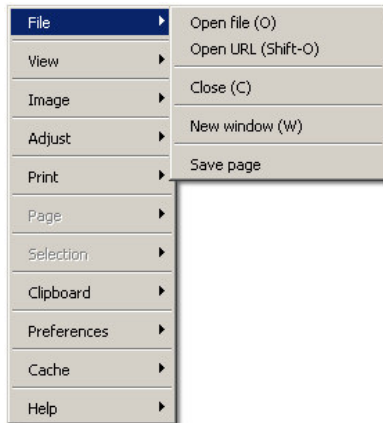 File
View
Image
Adjust
Print
Page
Selection
Clipboard
Preferences
Cache
Help
Open file (O)
Open URL (Shift-O)
Close (C)
New window (W)
Save page